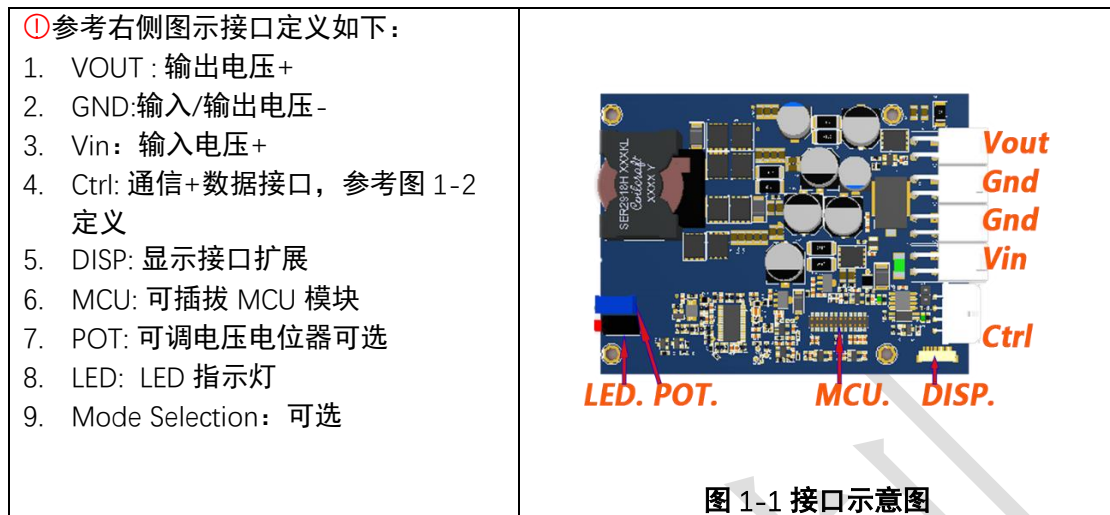 ①参考右侧图示接口定义如下：
1. VOUT : 输出电压+
2. GND:输入/输出电压-
3. Vin：输入电压+
4. Ctrl: 通信+数据接口，参考图 1-2
定义
5. DISP: 显示接口扩展
6. MCU: 可插拔 MCU 模块
7. POT: 可调电压电位器可选
8. LED: LED 指示灯
9. Mode Selection：可选
SER2918H XXXKL
Coilcraft
XXXX Y
Vout
Gnd
Gnd
Vin
Ctrl
LED. POT. MCU. DISP.
图 1-1 接口示意图